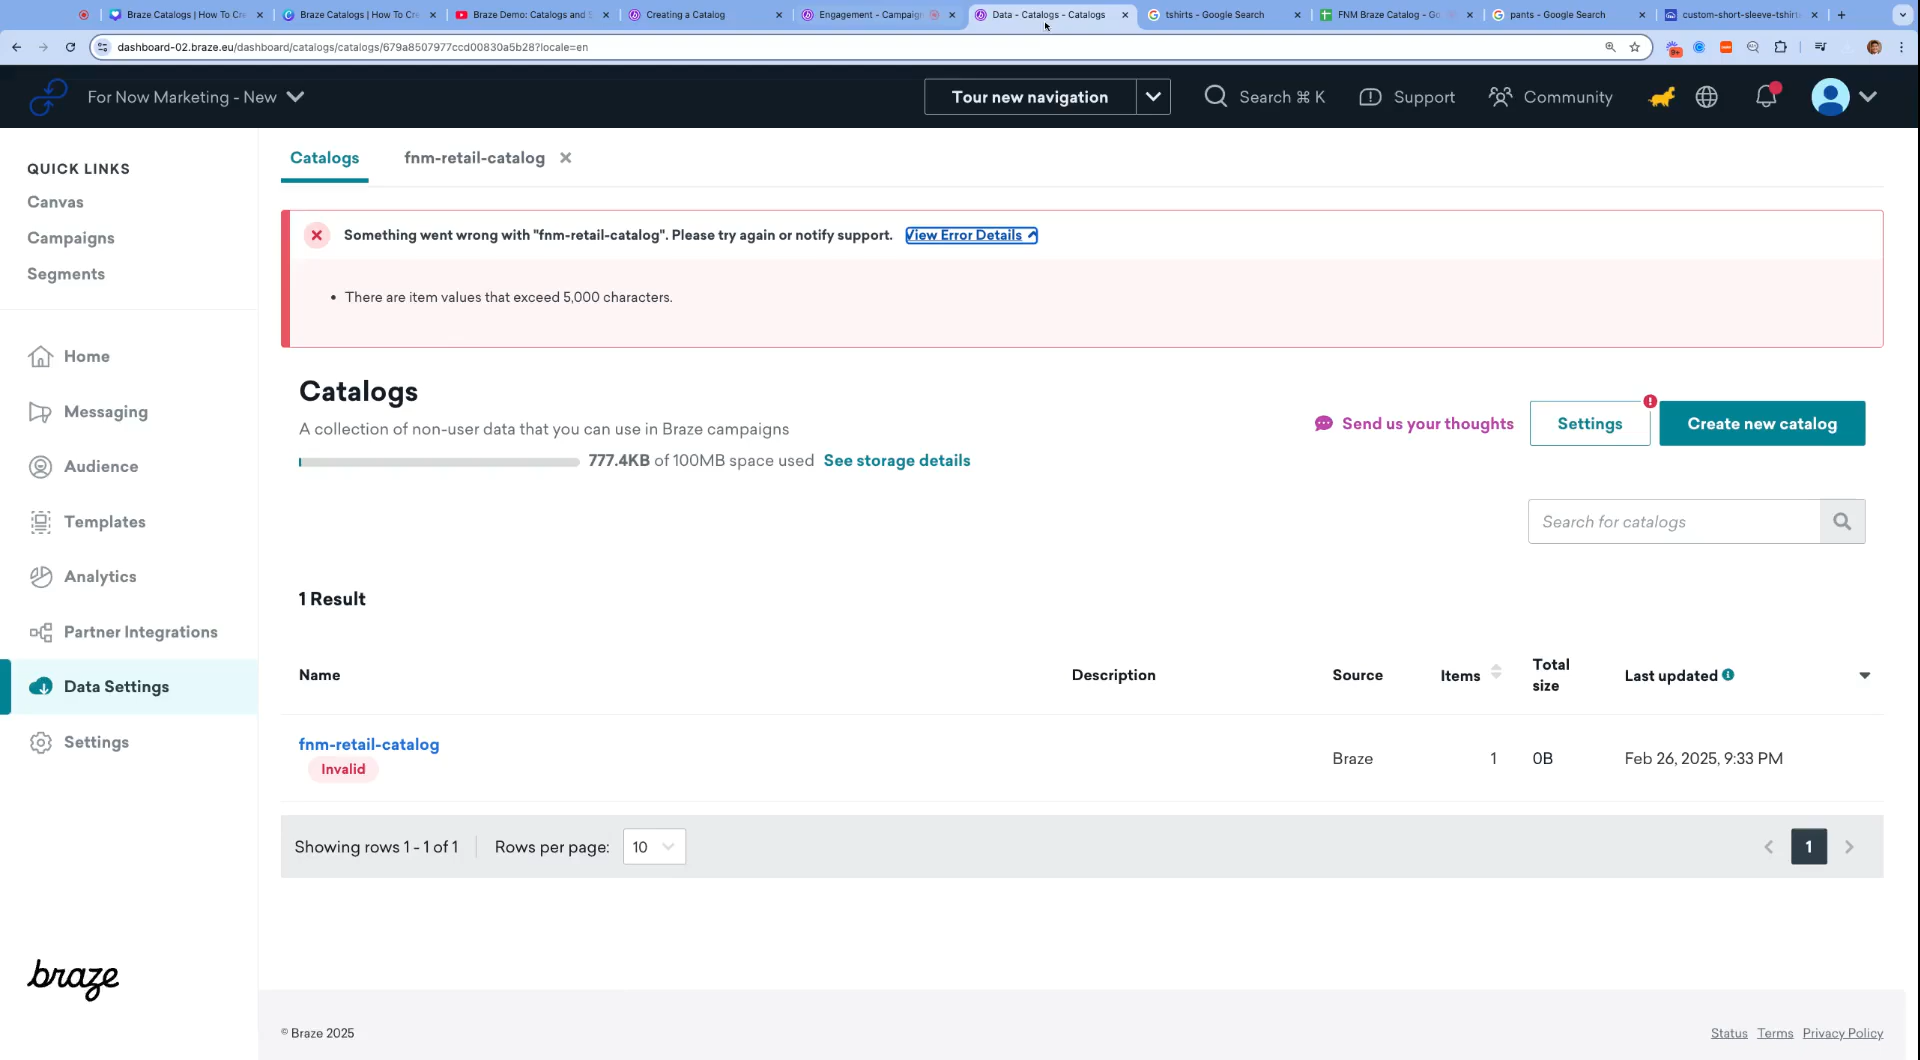 Braze Catalogs | How To Cre
Braze Catalogs | How To Cr
Braze Demo: Catalogs and S
Creating a Catalog
Engagement - Campaign
Data - Catalogs - Catalogs
tshirts - Google Search
FNM Braze Catalog - Go
pants - Google Search
custom-short-sleeve-tshirt
dashboard-02.braze.eu/dashboard/catalogs/catalogs/679a8507977ccd00830a5b28?locale=en
For Now Marketing - New
Tour new navigation
Search ⌘ K
Support
Community
QUICK LINKS
Canvas
Campaigns
Segments
Home
Messaging
Audience
Templates
Analytics
Partner Integrations
Data Settings
Settings
braze
Catalogs
fnm-retail-catalog
Something went wrong with "fnm-retail-catalog". Please try again or notify support. View Error Details
• There are item values that exceed 5,000 characters.
Catalogs
A collection of non-user data that you can use in Braze campaigns
777.4KB of 100MB space used See storage details
Send us your thoughts
Settings
Create new catalog
Search for catalogs
1 Result
Name Description Source Items Total size Last updated
fnm-retail-catalog Braze 1 0B Feb 26, 2025, 9:33 PM
Invalid
Showing rows 1 - 1 of 1 Rows per page: 10
1
© Braze 2025
Status Terms Privacy Policy